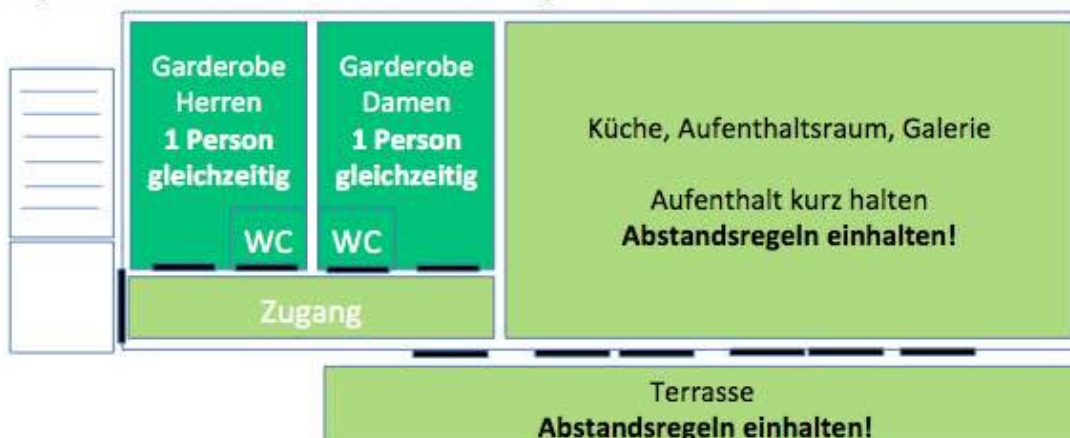 Garderobe
Herren
1 Person
gleichzeitig
WC
Garderobe
Damen
1 Person
gleichzeitig
WC
Küche, Aufenthaltsraum, Galerie
Aufenthalt kurz halten
Abstandsregeln einhalten!
Zugang
Terrasse
Abstandsregeln einhalten!